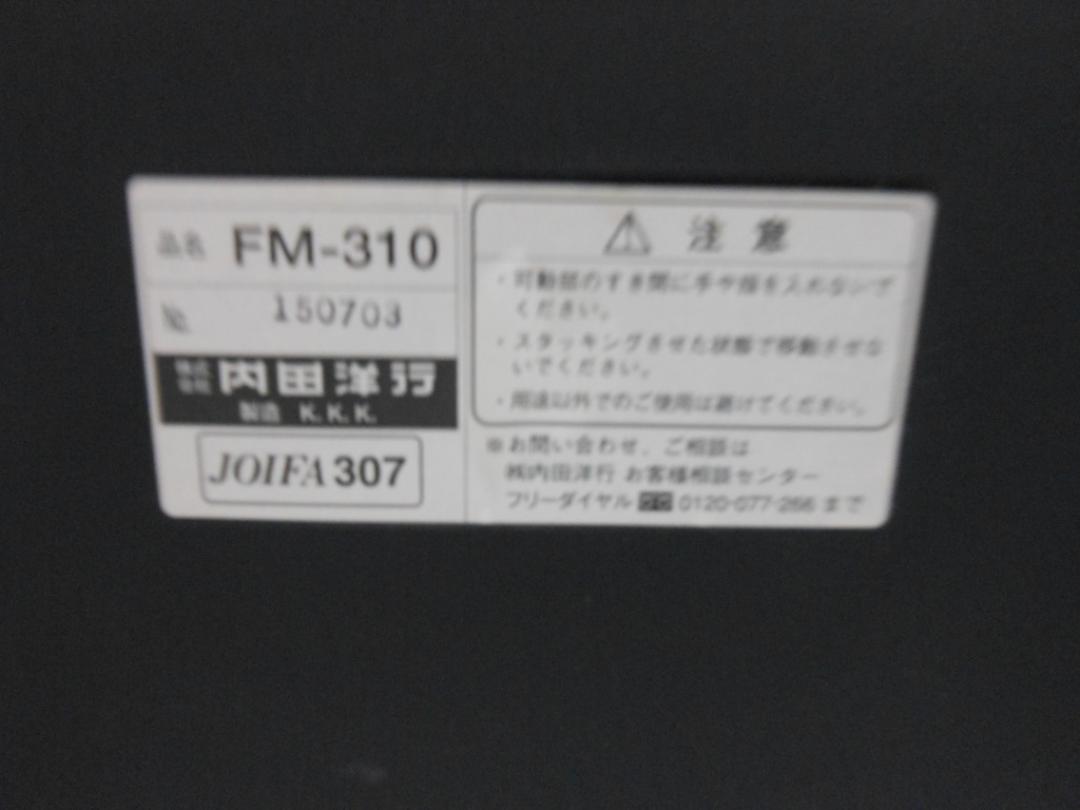 品名 FM-310
№ 150703
株式会社 内田洋行
製造 K.K.K.
JOIFA 307
⚠ 注意
・可動部のすき間に手や指を入れないで
ください。
・スタッキングさせた状態で移動させな
いでください。
・用途以外でのご使用は避けてください。
※お問い合わせ、ご相談は
㈱内田洋行 お客様相談センター
フリーダイヤル 0120-077-266 まで